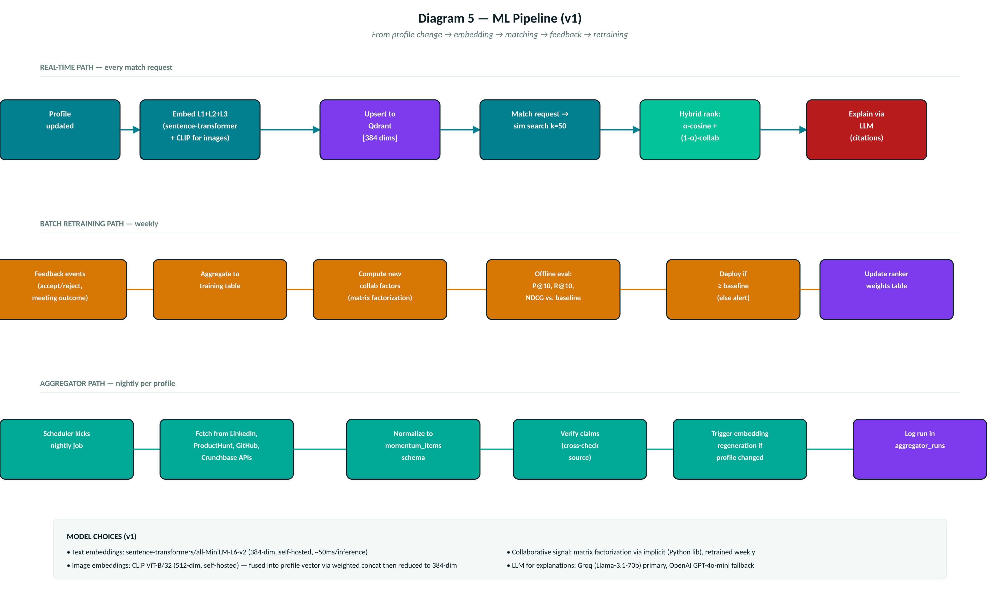 Diagram 5 — ML Pipeline (v1)
From profile change → embedding → matching → feedback → retraining
REAL-TIME PATH — every match request
Profile
updated
Embed L1+L2+L3
(sentence-transformer
+ CLIP for images)
Upsert to
Qdrant
[384 dims]
Match request →
sim search k=50
Hybrid rank:
α·cosine +
(1-α)·collab
Explain via
LLM
(citations)
BATCH RETRAINING PATH — weekly
Feedback events
(accept/reject,
meeting outcome)
Aggregate to
training table
Compute new
collab factors
(matrix factorization)
Offline eval:
P@10, R@10,
NDCG vs. baseline
Deploy if
≥ baseline
(else alert)
Update ranker
weights table
AGGREGATOR PATH — nightly per profile
Scheduler kicks
nightly job
Fetch from LinkedIn,
ProductHunt, GitHub,
Crunchbase APIs
Normalize to
momentum_items
schema
Verify claims
(cross-check
source)
Trigger embedding
regeneration if
profile changed
Log run in
aggregator_runs
MODEL CHOICES (v1)
• Text embeddings: sentence-transformers/all-MiniLM-L6-v2 (384-dim, self-hosted, ~50ms/inference)
• Image embeddings: CLIP ViT-B/32 (512-dim, self-hosted) — fused into profile vector via weighted concat then reduced to 384-dim
• Collaborative signal: matrix factorization via implicit (Python lib), retrained weekly
• LLM for explanations: Groq (Llama-3.1-70b) primary, OpenAI GPT-4o-mini fallback